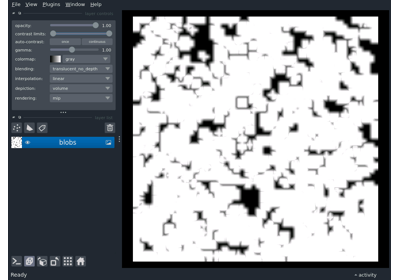 File View Plugins Window Help
opacity: 1.00
contrast limits:
auto-contrast: once continuous
gamma: 1.00
colormap: gray
blending: translucent_no_depth
interpolation: linear
depiction: volume
rendering: mip
blobs
Ready
activity